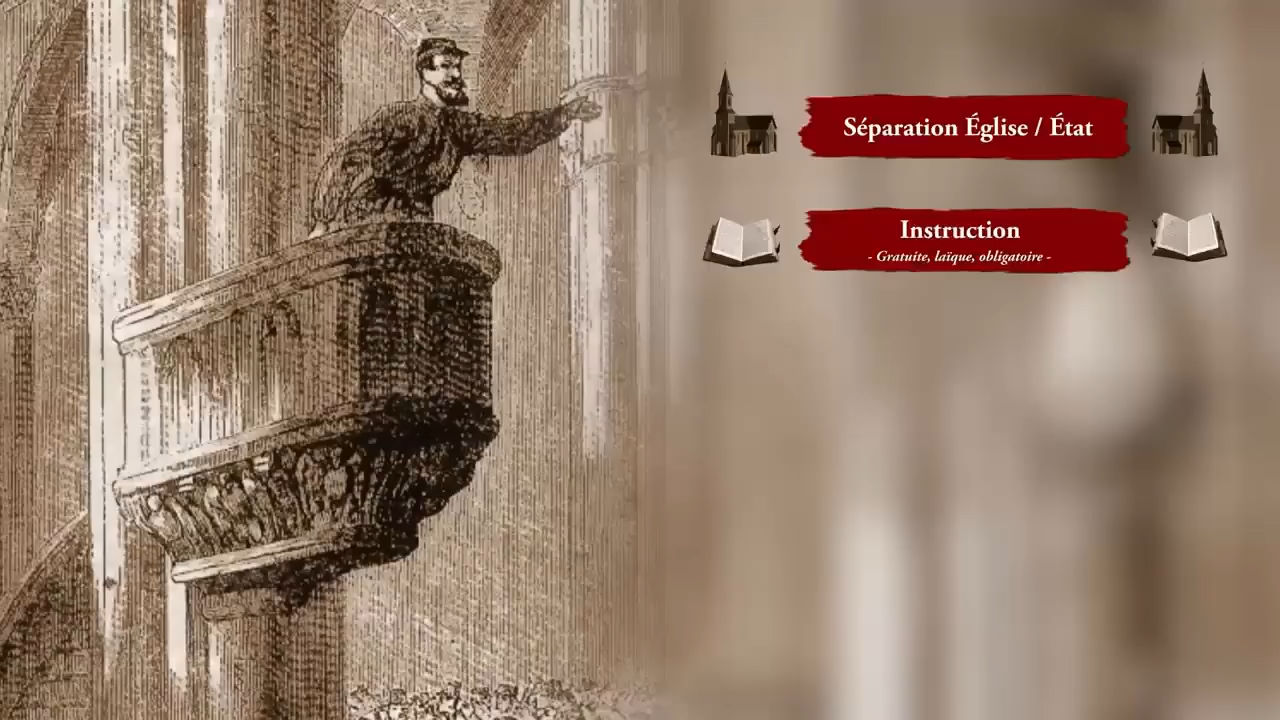 Séparation Église / État
Instruction
- Gratuite, laïque, obligatoire -